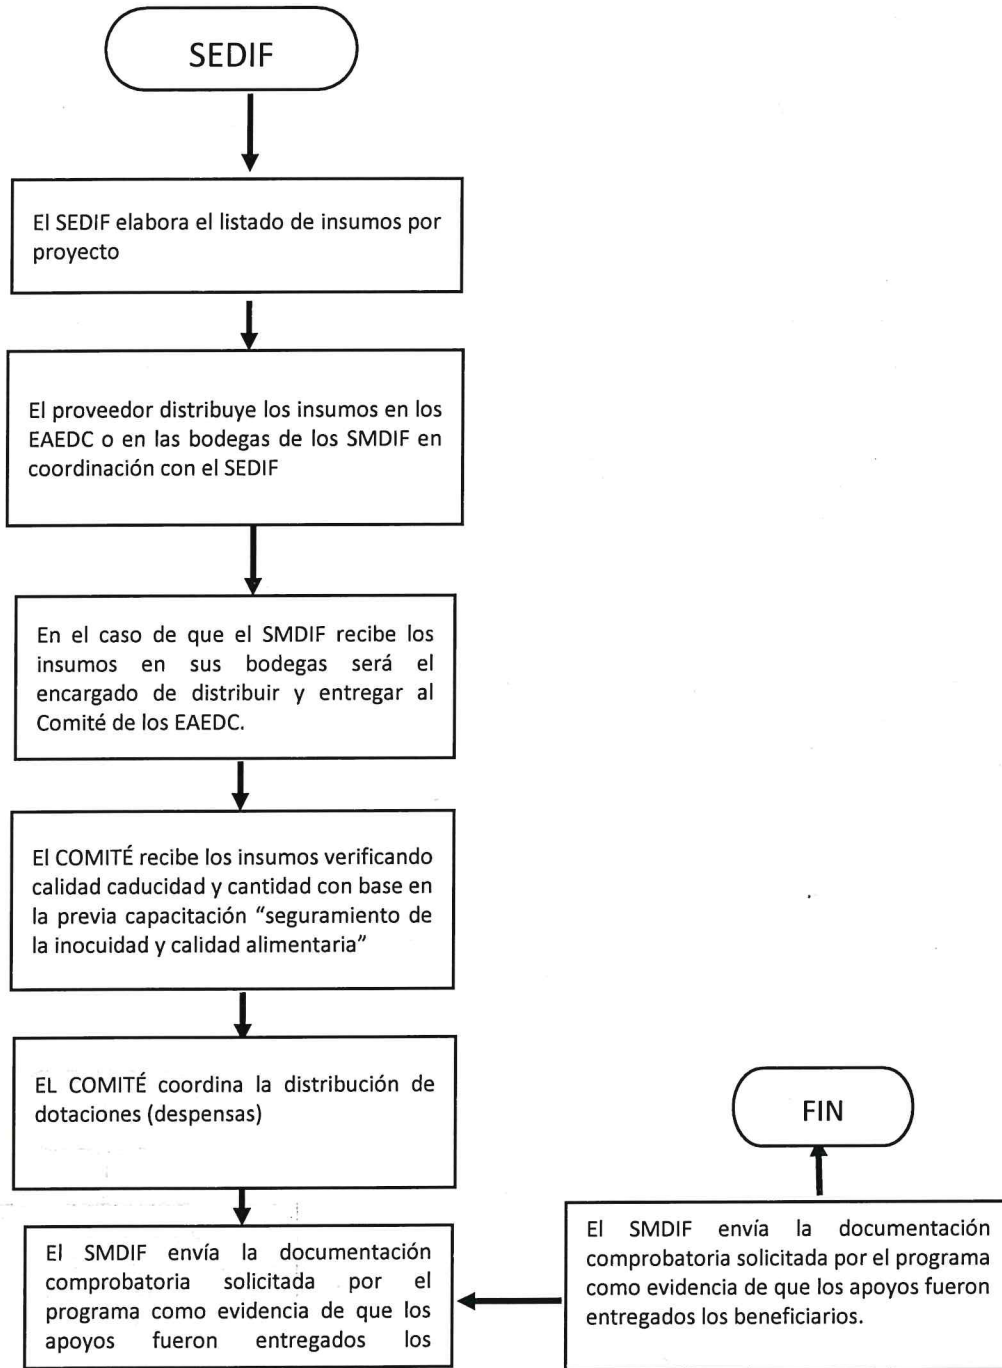 SEDIF
El SEDIF elabora el listado de insumos por
proyecto
El proveedor distribuye los insumos en los
EAEDC o en las bodegas de los SMDIF en
coordinación con el SEDIF
En el caso de que el SMDIF recibe los
insumos en sus bodegas será el
encargado de distribuir y entregar al
Comité de los EAEDC.
El COMITÉ recibe los insumos verificando
calidad caducidad y cantidad con base en
la previa capacitación “seguramiento de
la inocuidad y calidad alimentaria”
EL COMITÉ coordina la distribución de
dotaciones (despensas)
El SMDIF envía la documentación
comprobatoria solicitada por el
programa como evidencia de que los
apoyos fueron entregados los
FIN
El SMDIF envía la documentación
comprobatoria solicitada por el programa
como evidencia de que los apoyos fueron
entregados los beneficiarios.